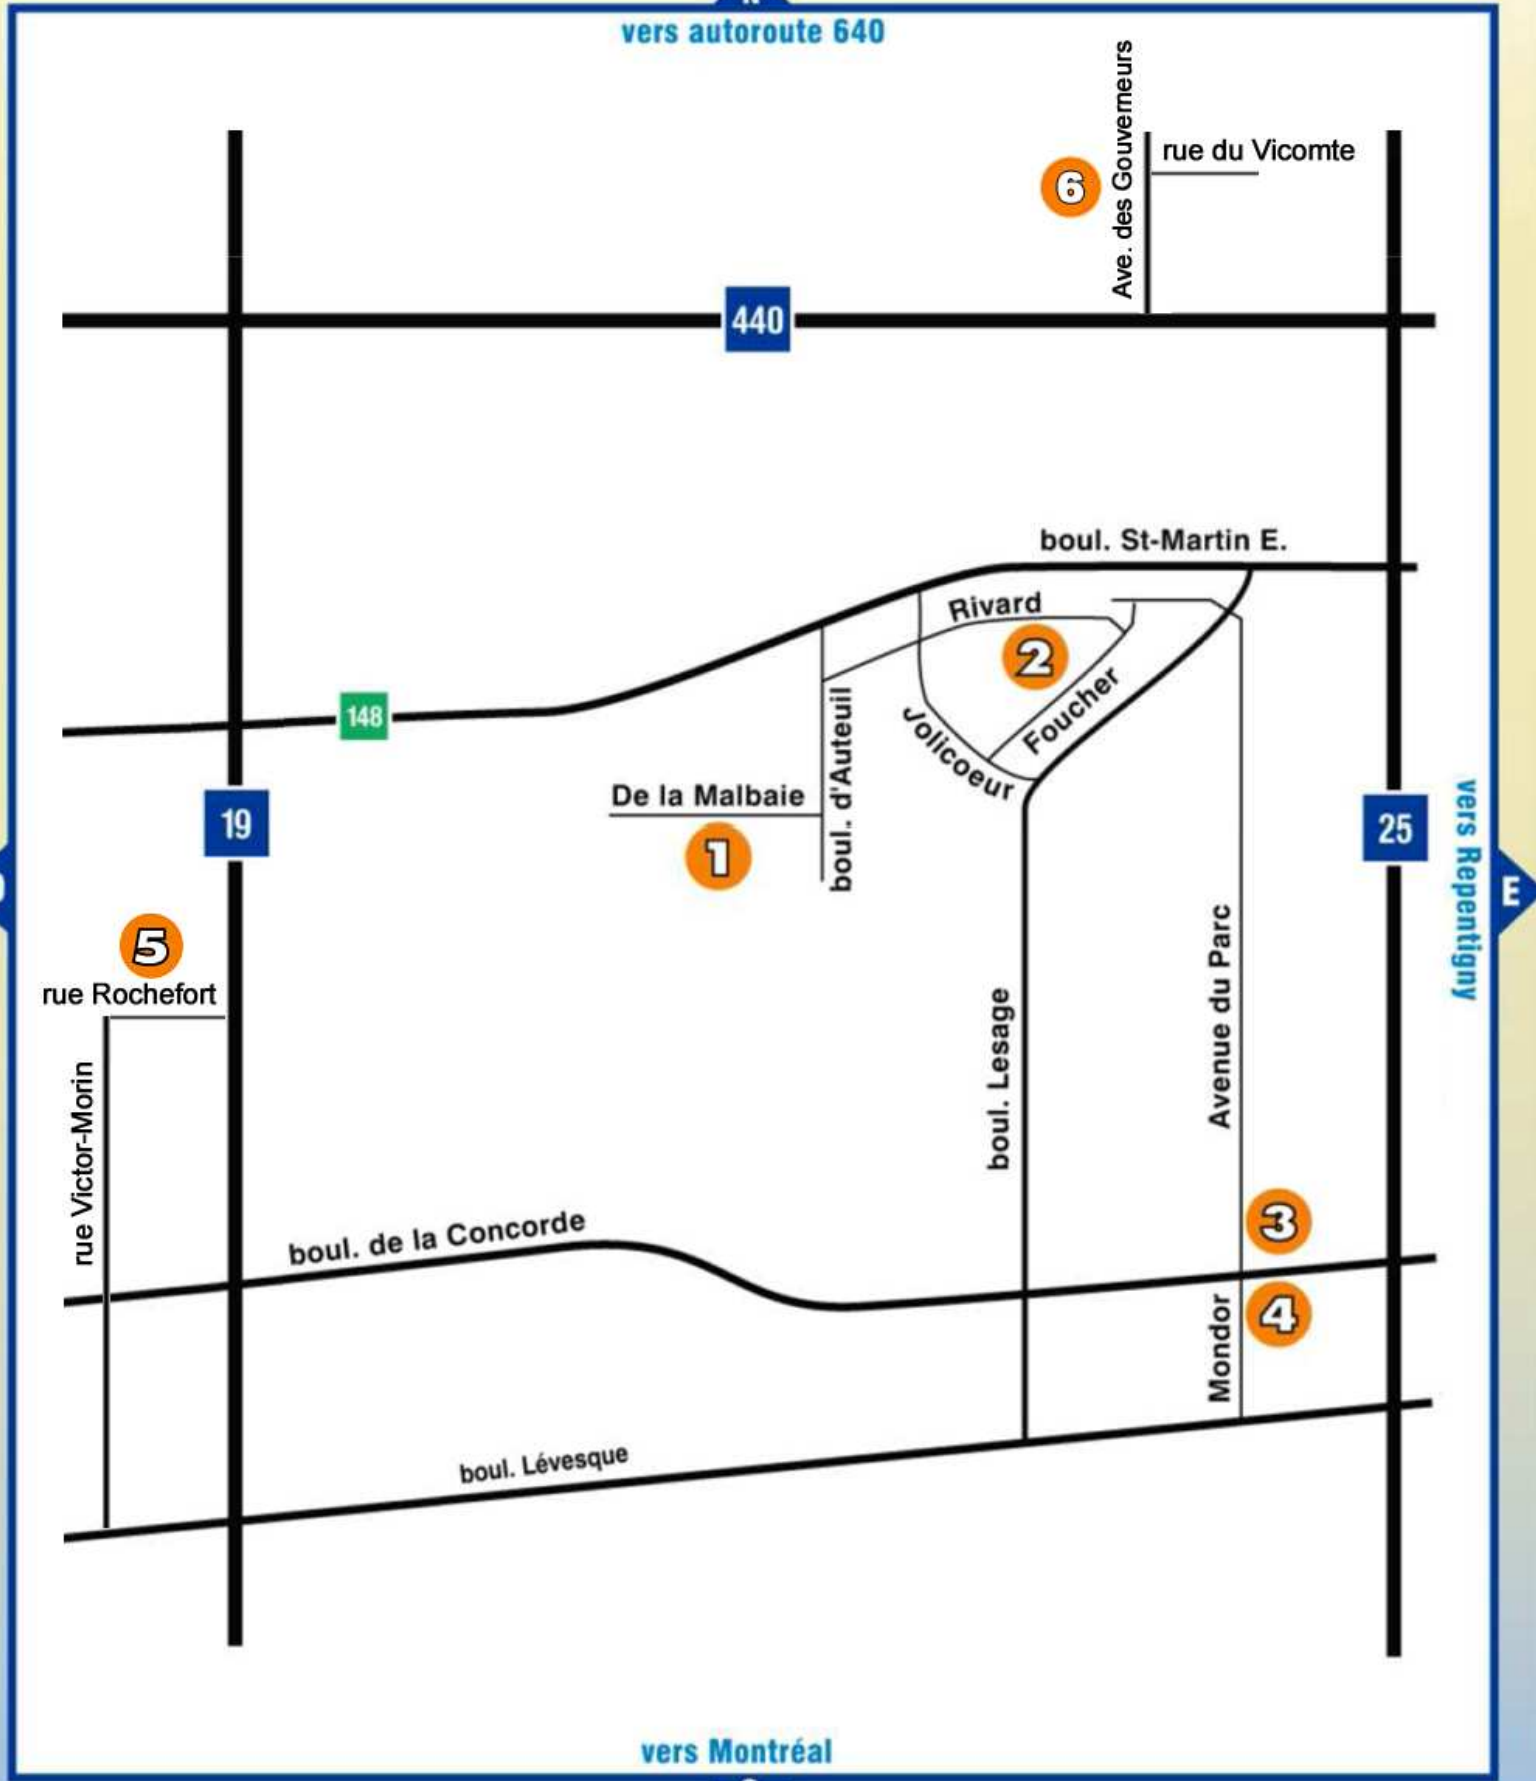 vers autoroute 640
Ave. des Gouverneurs
rue du Vicomte
6
440
boul. St-Martin E.
Rivard
2
148
Foucher
Jolicoeur
boul. d'Auteuil
De la Malbaie
1
19
25
vers Repentigny
E
5
rue Rochefort
rue Victor-Morin
boul. Lesage
Avenue du Parc
boul. de la Concorde
3
4
Mondor
boul. Lévesque
vers Montréal